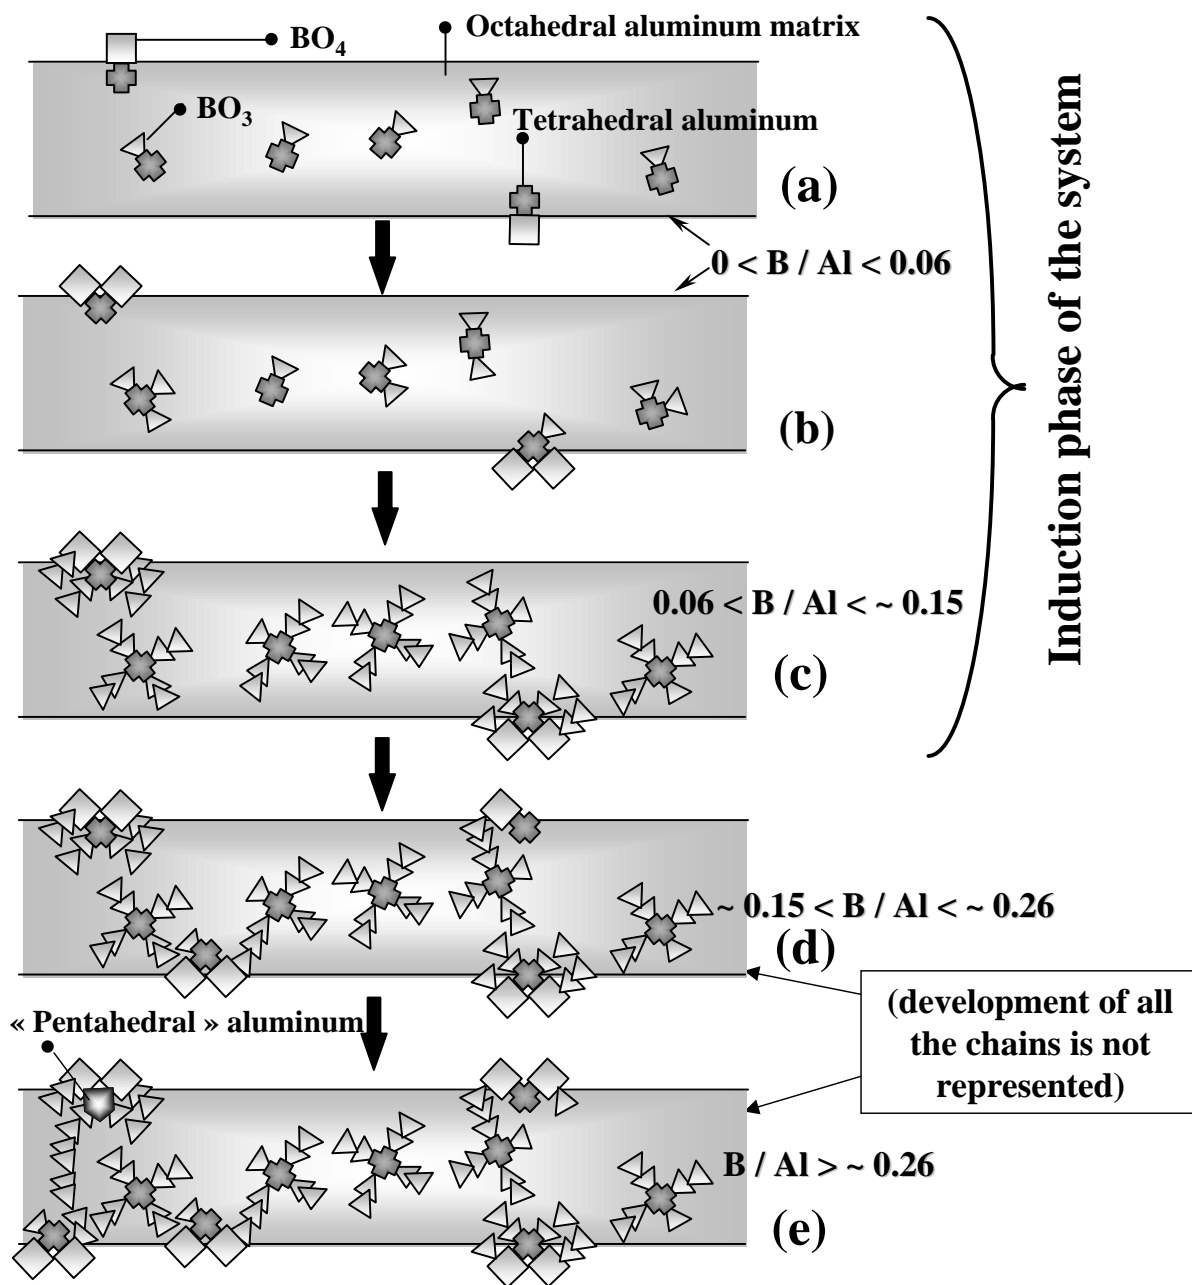 BO4
Octahedral aluminum matrix
BO3
Tetrahedral aluminum
(a)
0 < B / Al < 0.06
(b)
0.06 < B / Al < ~ 0.15
(c)
Induction phase of the system
~ 0.15 < B / Al < ~ 0.26
(d)
(development of all
the chains is not
represented)
« Pentahedral » aluminum
B / Al > ~ 0.26
(e)